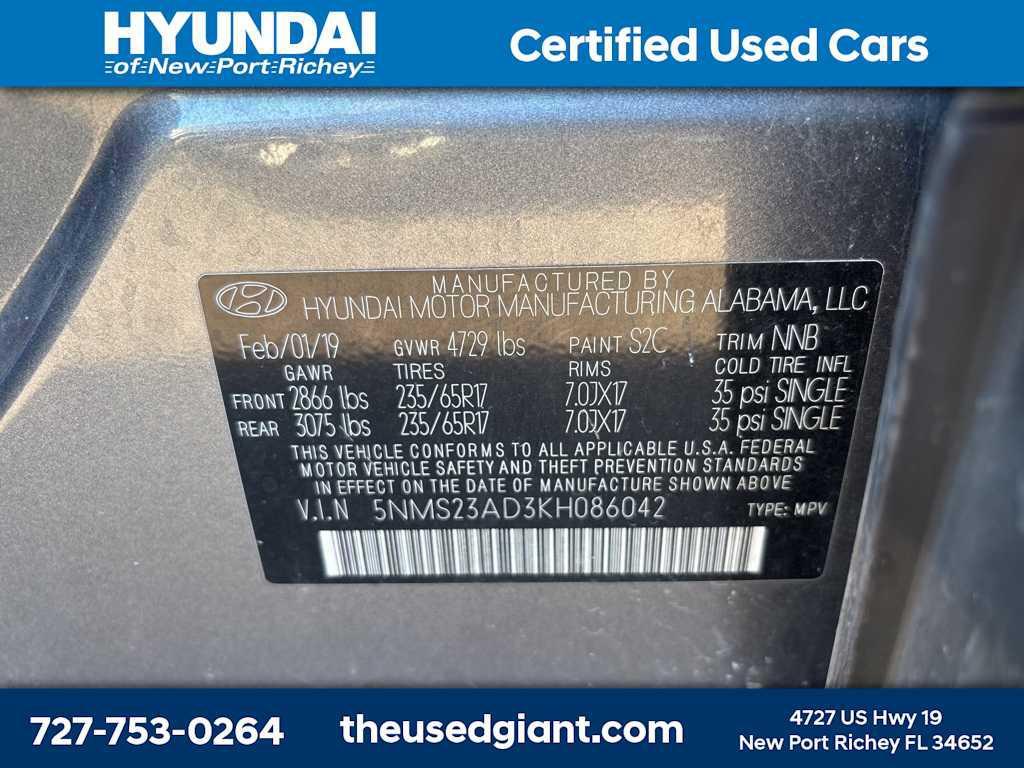 HYUNDAI
of New Port Richey
Certified Used Cars
MANUFACTURED BY
HYUNDAI MOTOR MANUFACTURING ALABAMA, LLC
Feb/01/19 GVWR 4729 lbs PAINT S2C TRIM NNB
GAWR TIRES RIMS COLD TIRE INFL
FRONT 2866 lbs 235/65R17 7.0JX17 35 psi SINGLE
REAR 3075 lbs 235/65R17 7.0JX17 35 psi SINGLE
THIS VEHICLE CONFORMS TO ALL APPLICABLE U.S.A. FEDERAL
MOTOR VEHICLE SAFETY AND THEFT PREVENTION STANDARDS
IN EFFECT ON THE DATE OF MANUFACTURE SHOWN ABOVE
V.I.N 5NMS23AD3KH086042 TYPE: MPV
727-753-0264
theusedgiant.com
4727 US Hwy 19
New Port Richey FL 34652